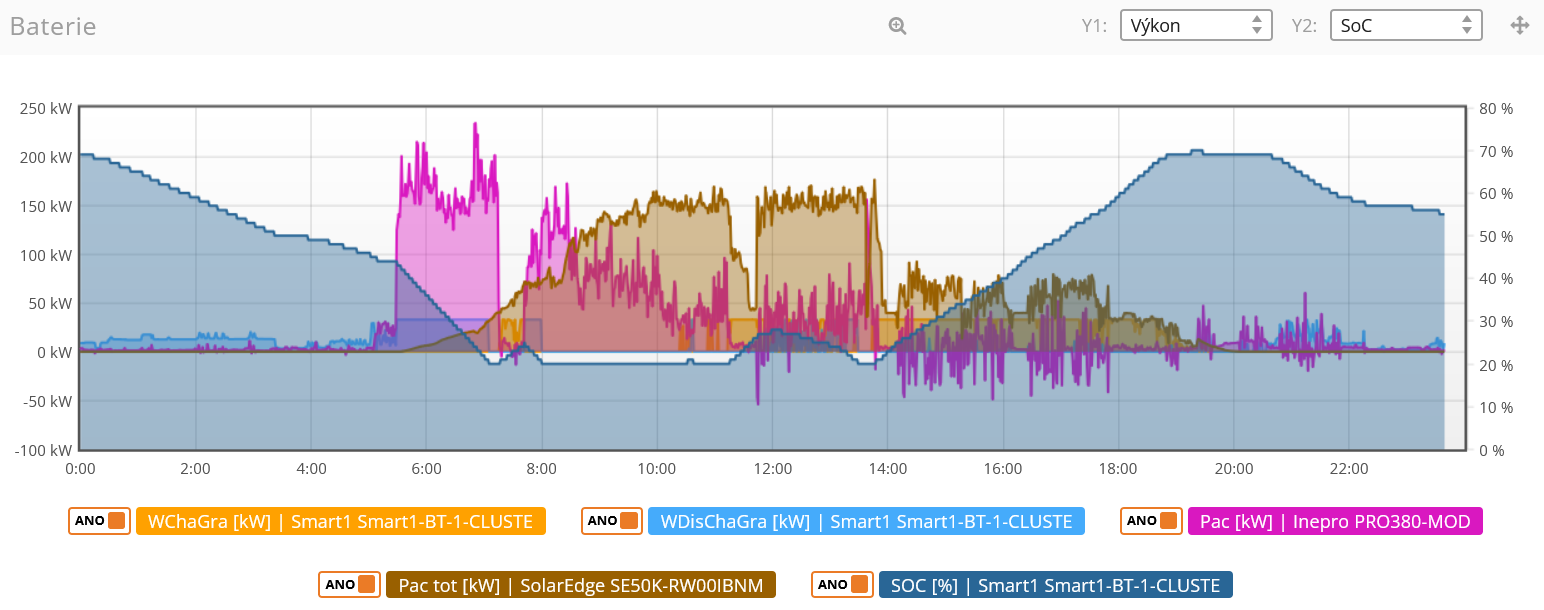 Baterie Y1: Výkon Y2: SoC
250 kW 80 %
200 kW 70 %
150 kW 60 %
100 kW 50 %
50 kW 40 %
0 kW 30 %
-50 kW 20 %
-100 kW 10 %
0 %
0:00 2:00 4:00 6:00 8:00 10:00 12:00 14:00 16:00 18:00 20:00 22:00
ANO WChaGra [kW] | Smart1 Smart1-BT-1-CLUSTE ANO WDisChaGra [kW] | Smart1 Smart1-BT-1-CLUSTE ANO Pac [kW] | Inepro PRO380-MOD
ANO Pac tot [kW] | SolarEdge SE50K-RW00IBNM ANO SOC [%] | Smart1 Smart1-BT-1-CLUSTE